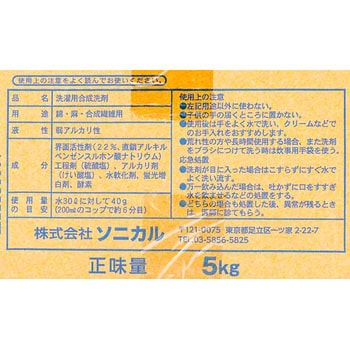 使用上の注意をよく読んでお使いください。
品名 洗濯用合成洗剤
用途 綿・麻・合成繊維用
液性 弱アルカリ性
成分 界面活性剤(22%、直鎖アルキル
ベンゼンスルホン酸ナトリウム)
工程剤(硫酸塩)、アルカリ
剤(けい酸塩)、水軟化剤、蛍光増
白剤、酵素
使用量の目安 水30ℓに対して40g
(200mlのコップで約6分目)
使用上の注意
●左記用途以外に使わない。
●子供の手の届くところに置かない。
●使用後は手をよく水で洗い、クリームなどで
のお手入れをおすすめします。
●荒れ性の方や長時間使用する場合、また洗剤
をブラシにつけて洗う時は炊事用手袋を使う。
応急処置
●洗剤が目に入った場合はこすらずにすぐ水
でよく洗い流す。
●万一飲み込んだ場合は、吐かずに口をすすぎ
水を飲ませるなどの処置をする。
●どちらの場合も処置した後、異常が残るときは、
医師に診てもらう。
株式会社 ソニカル
〒121-0075 東京都足立区一ツ家2-22-7
TEL.03-5856-5825
正味量 5kg